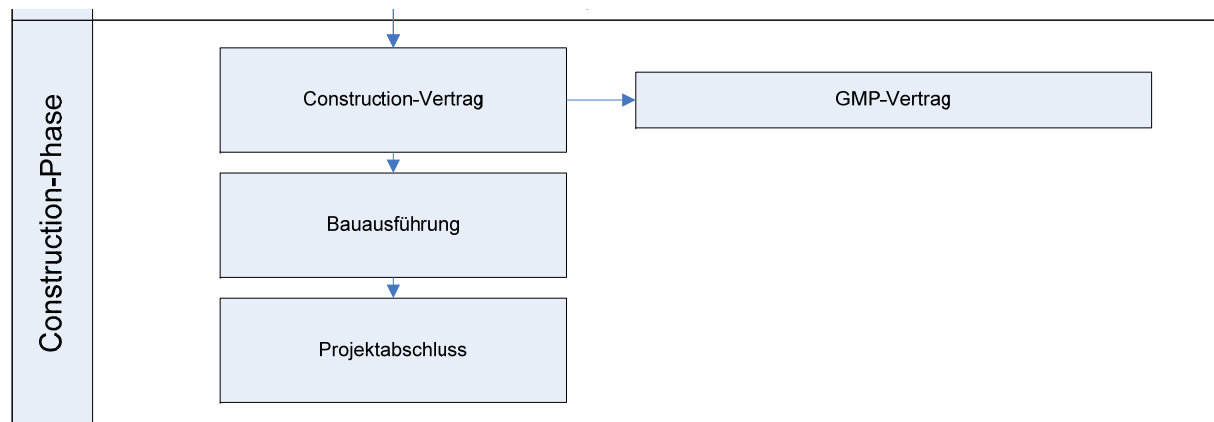 Construction-Phase
Construction-Vertrag
GMP-Vertrag
Bauausführung
Projektabschluss